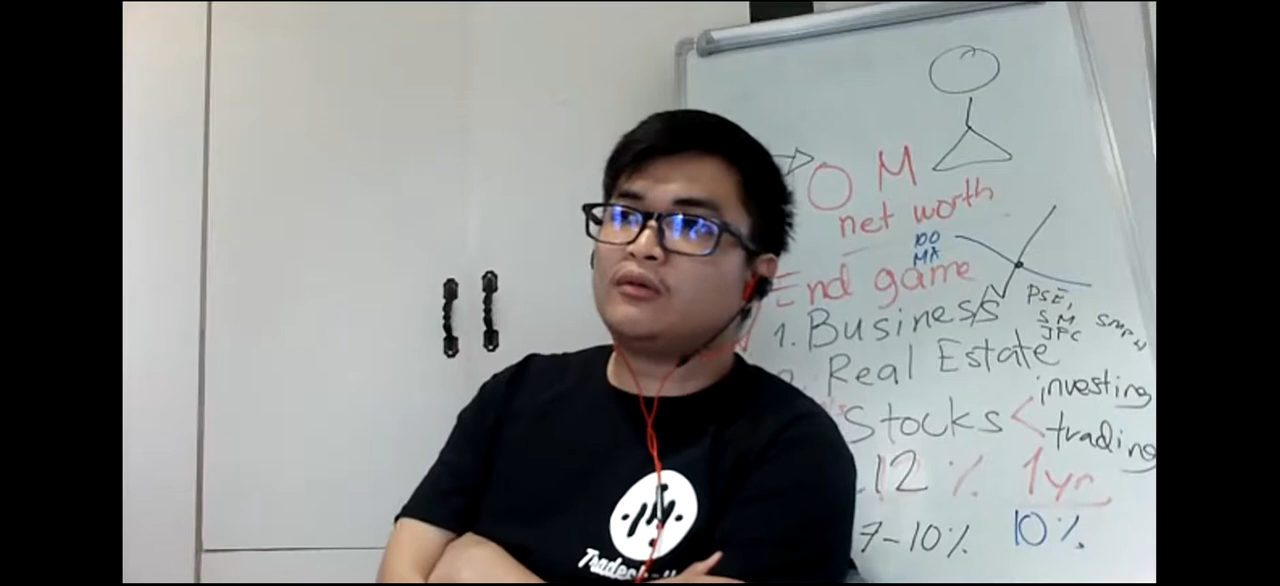 OM
net worth
100
MA
End game
PSE,
SM
JFC
1. Business
Real Estate
Stocks < investing
trading
12 % 1yr
7-10% 10%